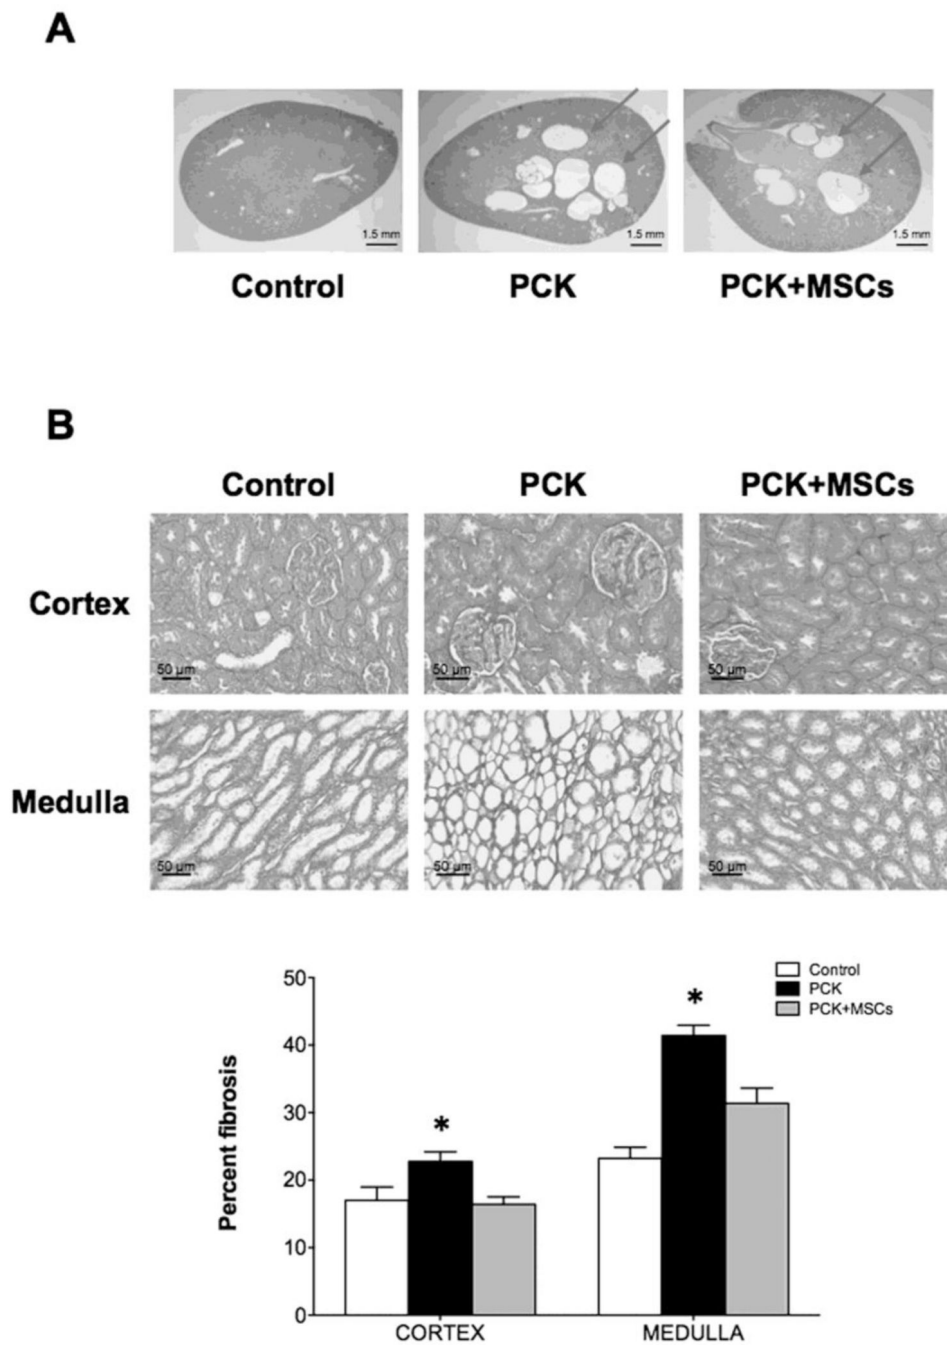 A
1.5 mm 1.5 mm 1.5 mm
Control PCK PCK+MSCs
B
Control PCK PCK+MSCs
Cortex
50 µm 50 µm 50 µm
Medulla
50 µm 50 µm 50 µm
Control
PCK
PCK+MSCs
Percent fibrosis
50
40
30
20
10
0
* *
CORTEX MEDULLA